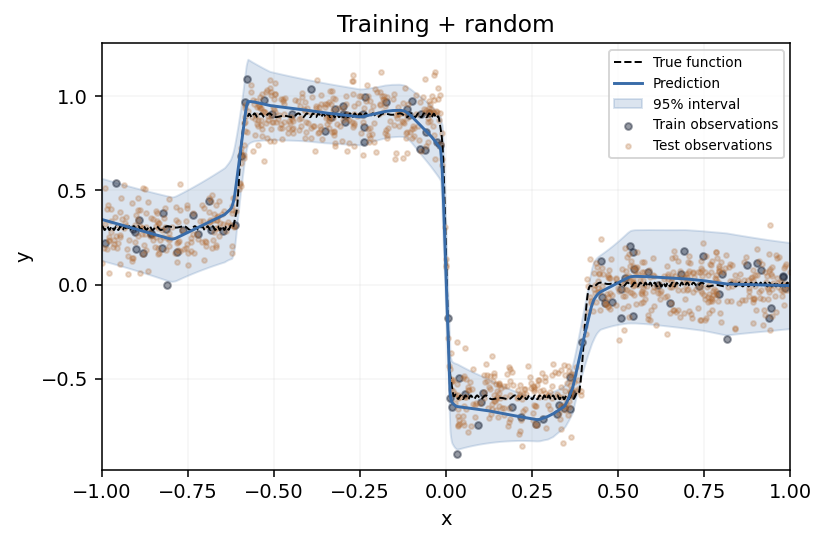 Training + random
True function
Prediction
95% interval
Train observations
Test observations
y
1.0
0.5
0.0
−0.5
−1.00 −0.75 −0.50 −0.25 0.00 0.25 0.50 0.75 1.00
x